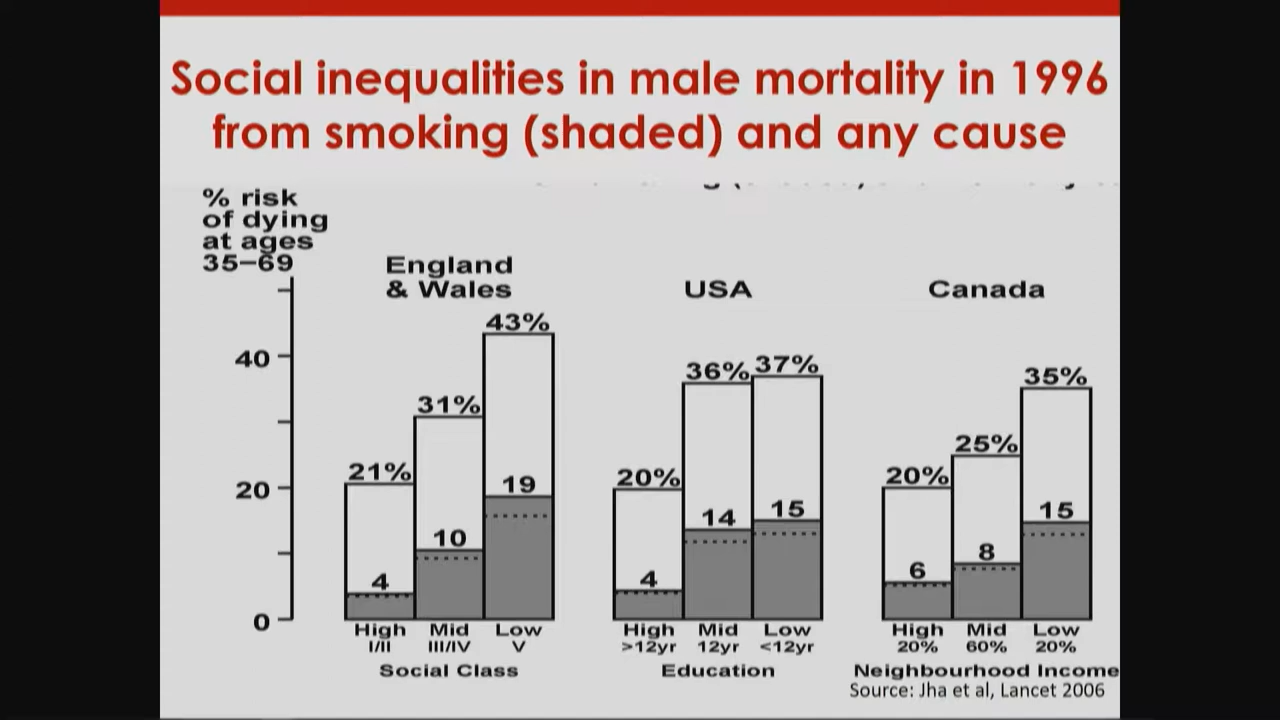 Social inequalities in male mortality in 1996
from smoking (shaded) and any cause
% risk
of dying
at ages
35–69
England
& Wales
USA
Canada
43%
40
36%
37%
35%
31%
25%
21%
20%
20%
20
19
14
15
15
10
8
4
4
6
0
High
Mid
Low
High
Mid
Low
High
Mid
Low
I/II
III/IV
V
>12yr
12yr
<12yr
20%
60%
20%
Social Class
Education
Neighbourhood Income
Source: Jha et al, Lancet 2006